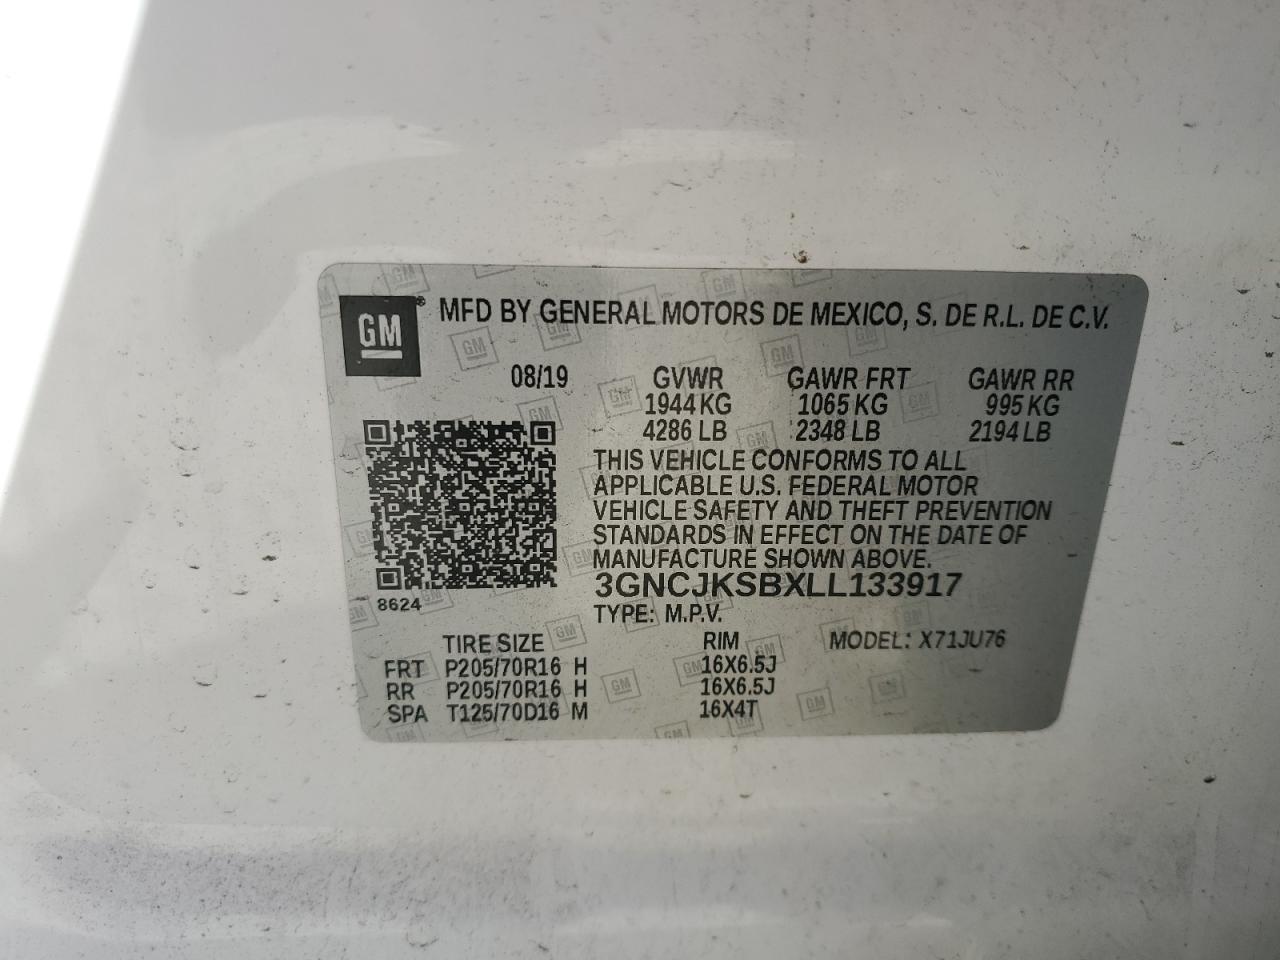 GM® MFD BY GENERAL MOTORS DE MEXICO, S. DE R.L. DE C.V.
08/19 GVWR GAWR FRT GAWR RR
1944 KG 1065 KG 995 KG
4286 LB 2348 LB 2194 LB
THIS VEHICLE CONFORMS TO ALL
APPLICABLE U.S. FEDERAL MOTOR
VEHICLE SAFETY AND THEFT PREVENTION
STANDARDS IN EFFECT ON THE DATE OF
MANUFACTURE SHOWN ABOVE.
3GNCJKSBXLL133917
8624
TYPE: M.P.V.
TIRE SIZE RIM MODEL: X71JU76
FRT P205/70R16 H 16X6.5J
RR P205/70R16 H 16X6.5J
SPA T125/70D16 M 16X4T